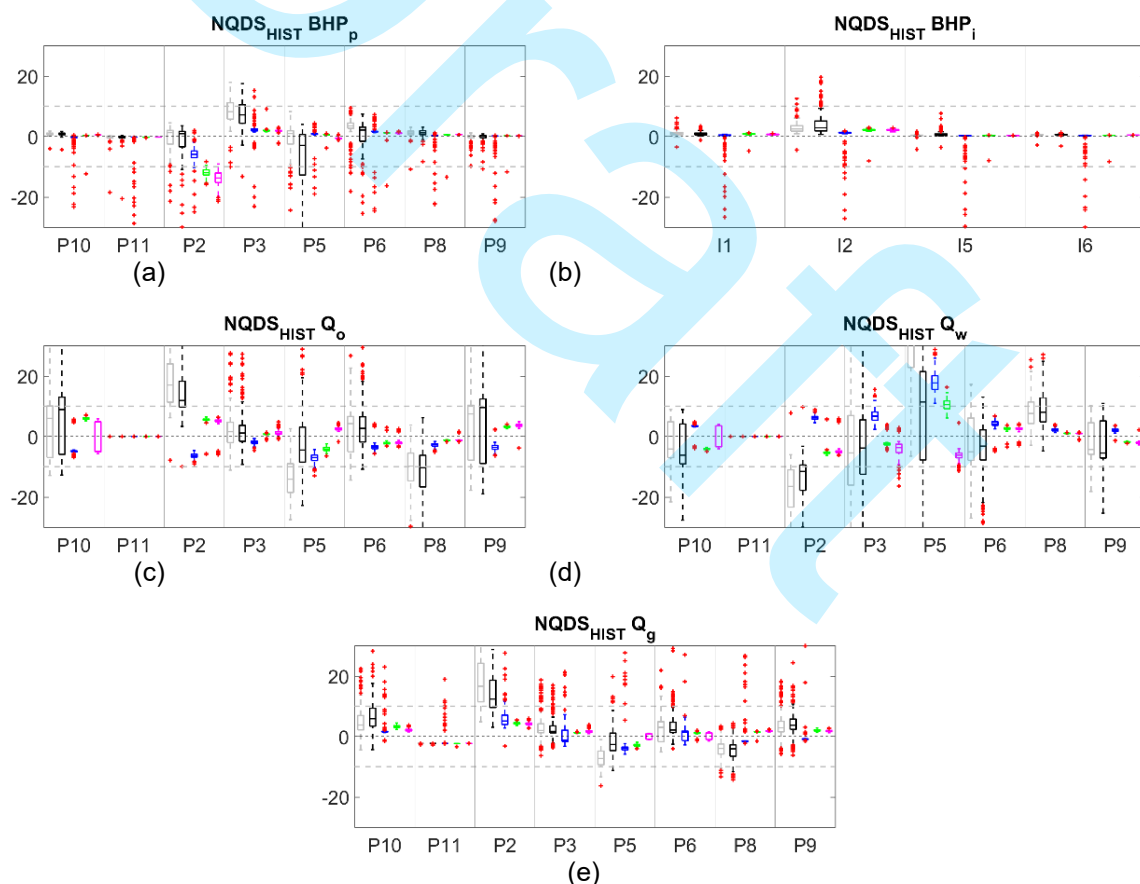 NQDS_HIST BHP_p
20
0
-20
P10 P11 P2 P3 P5 P6 P8 P9
(a)
NQDS_HIST BHP_i
20
0
-20
I1 I2 I5 I6
(b)
NQDS_HIST Q_o
20
0
-20
P10 P11 P2 P3 P5 P6 P8 P9
(c)
NQDS_HIST Q_w
20
0
-20
P10 P11 P2 P3 P5 P6 P8 P9
(d)
NQDS_HIST Q_g
20
0
-20
P10 P11 P2 P3 P5 P6 P8 P9
(e)